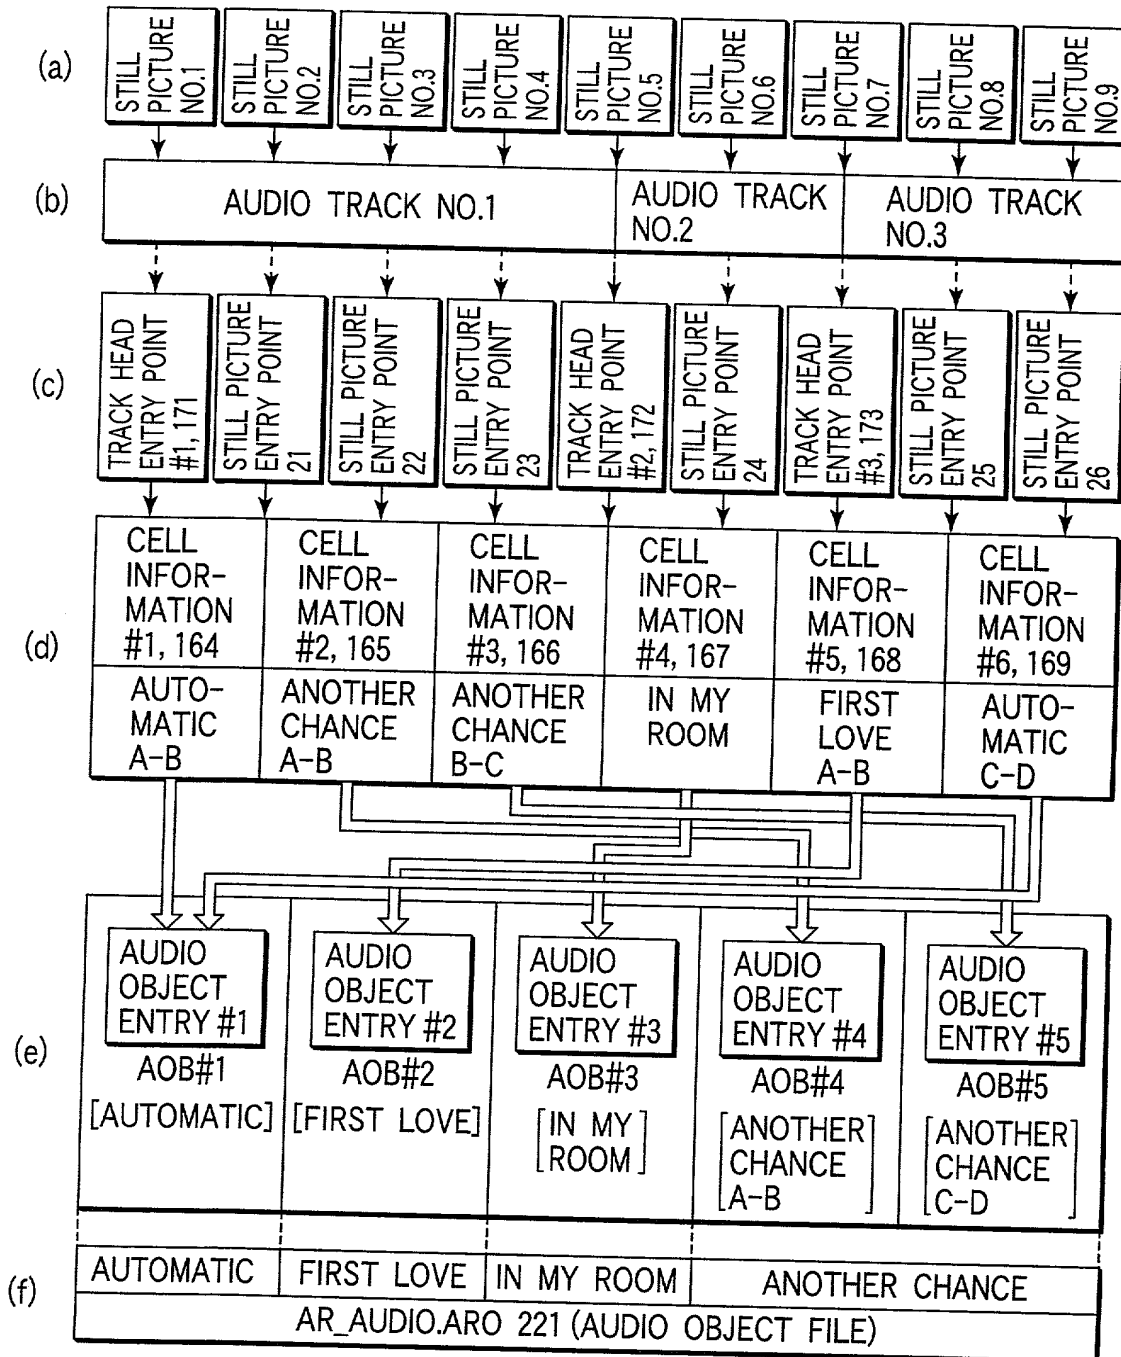 (a)
STILL
PICTURE
NO.1
STILL
PICTURE
NO.2
STILL
PICTURE
NO.3
STILL
PICTURE
NO.4
STILL
PICTURE
NO.5
STILL
PICTURE
NO.6
STILL
PICTURE
NO.7
STILL
PICTURE
NO.8
STILL
PICTURE
NO.9
(b)
AUDIO TRACK NO.1
AUDIO TRACK
NO.2
AUDIO TRACK
NO.3
(c)
TRACK HEAD
ENTRY POINT
#1, 171
STILL PICTURE
ENTRY POINT
21
STILL PICTURE
ENTRY POINT
22
STILL PICTURE
ENTRY POINT
23
TRACK HEAD
ENTRY POINT
#2, 172
STILL PICTURE
ENTRY POINT
24
TRACK HEAD
ENTRY POINT
#3, 173
STILL PICTURE
ENTRY POINT
25
STILL PICTURE
ENTRY POINT
26
(d)
CELL
INFOR-
MATION
#1, 164
CELL
INFOR-
MATION
#2, 165
CELL
INFOR-
MATION
#3, 166
CELL
INFOR-
MATION
#4, 167
CELL
INFOR-
MATION
#5, 168
CELL
INFOR-
MATION
#6, 169
AUTO-
MATIC
A-B
ANOTHER
CHANCE
A-B
ANOTHER
CHANCE
B-C
IN MY
ROOM
FIRST
LOVE
A-B
AUTO-
MATIC
C-D
(e)
AUDIO
OBJECT
ENTRY #1
AOB#1
[AUTOMATIC]
AUDIO
OBJECT
ENTRY #2
AOB#2
[FIRST LOVE]
AUDIO
OBJECT
ENTRY #3
AOB#3
[IN MY
ROOM]
AUDIO
OBJECT
ENTRY #4
AOB#4
[ANOTHER
CHANCE
A-B]
AUDIO
OBJECT
ENTRY #5
AOB#5
[ANOTHER
CHANCE
C-D]
(f)
AUTOMATIC
FIRST LOVE
IN MY ROOM
ANOTHER CHANCE
AR_AUDIO.ARO 221 (AUDIO OBJECT FILE)